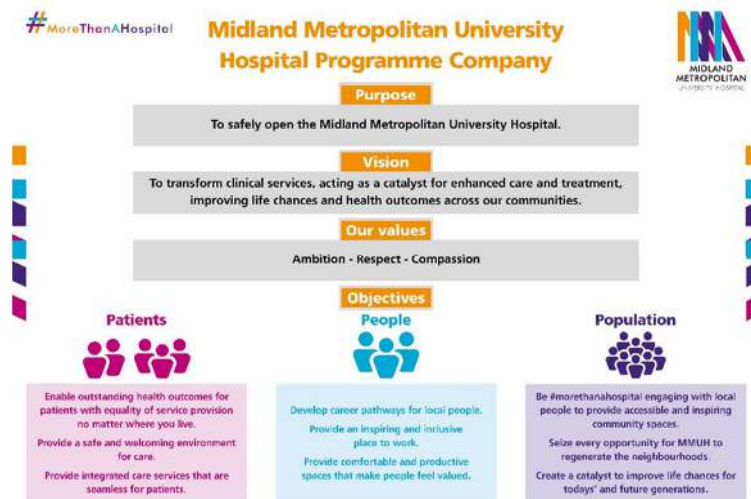 #MoreThanAHospital
Midland Metropolitan University
Hospital Programme Company
MIDLAND
METROPOLITAN
UNIVERSITY HOSPITAL
Purpose
To safely open the Midland Metropolitan University Hospital.
Vision
To transform clinical services, acting as a catalyst for enhanced care and treatment,
improving life chances and health outcomes across our communities.
Our values
Ambition - Respect - Compassion
Objectives
Patients
Enable outstanding health outcomes for
patients with equality of service provision
no matter where you live.
Provide a safe and welcoming environment
for care.
Provide integrated care services that are
seamless for patients.
People
Develop career pathways for local people.
Provide an inspiring and inclusive
place to work.
Provide comfortable and productive
spaces that make people feel valued.
Population
Be #morethanahospital engaging with local
people to provide accessible and inspiring
community spaces.
Seize every opportunity for MMUH to
regenerate the neighbourhoods.
Create a catalyst to improve life chances for
todays' and future generations.